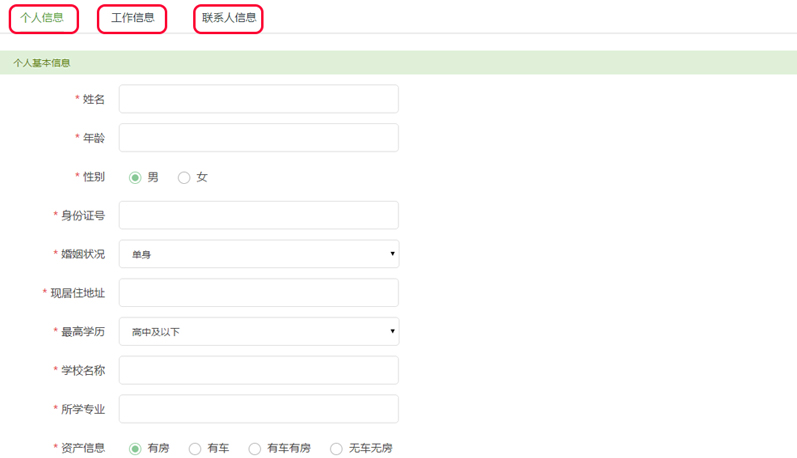 个人信息 工作信息 联系人信息
个人基本信息
* 姓名
* 年龄
* 性别 男 女
* 身份证号
* 婚姻状况 单身
* 现居住地址
* 最高学历 高中及以下
* 学校名称
* 所学专业
* 资产信息 有房 有车 有车有房 无车无房